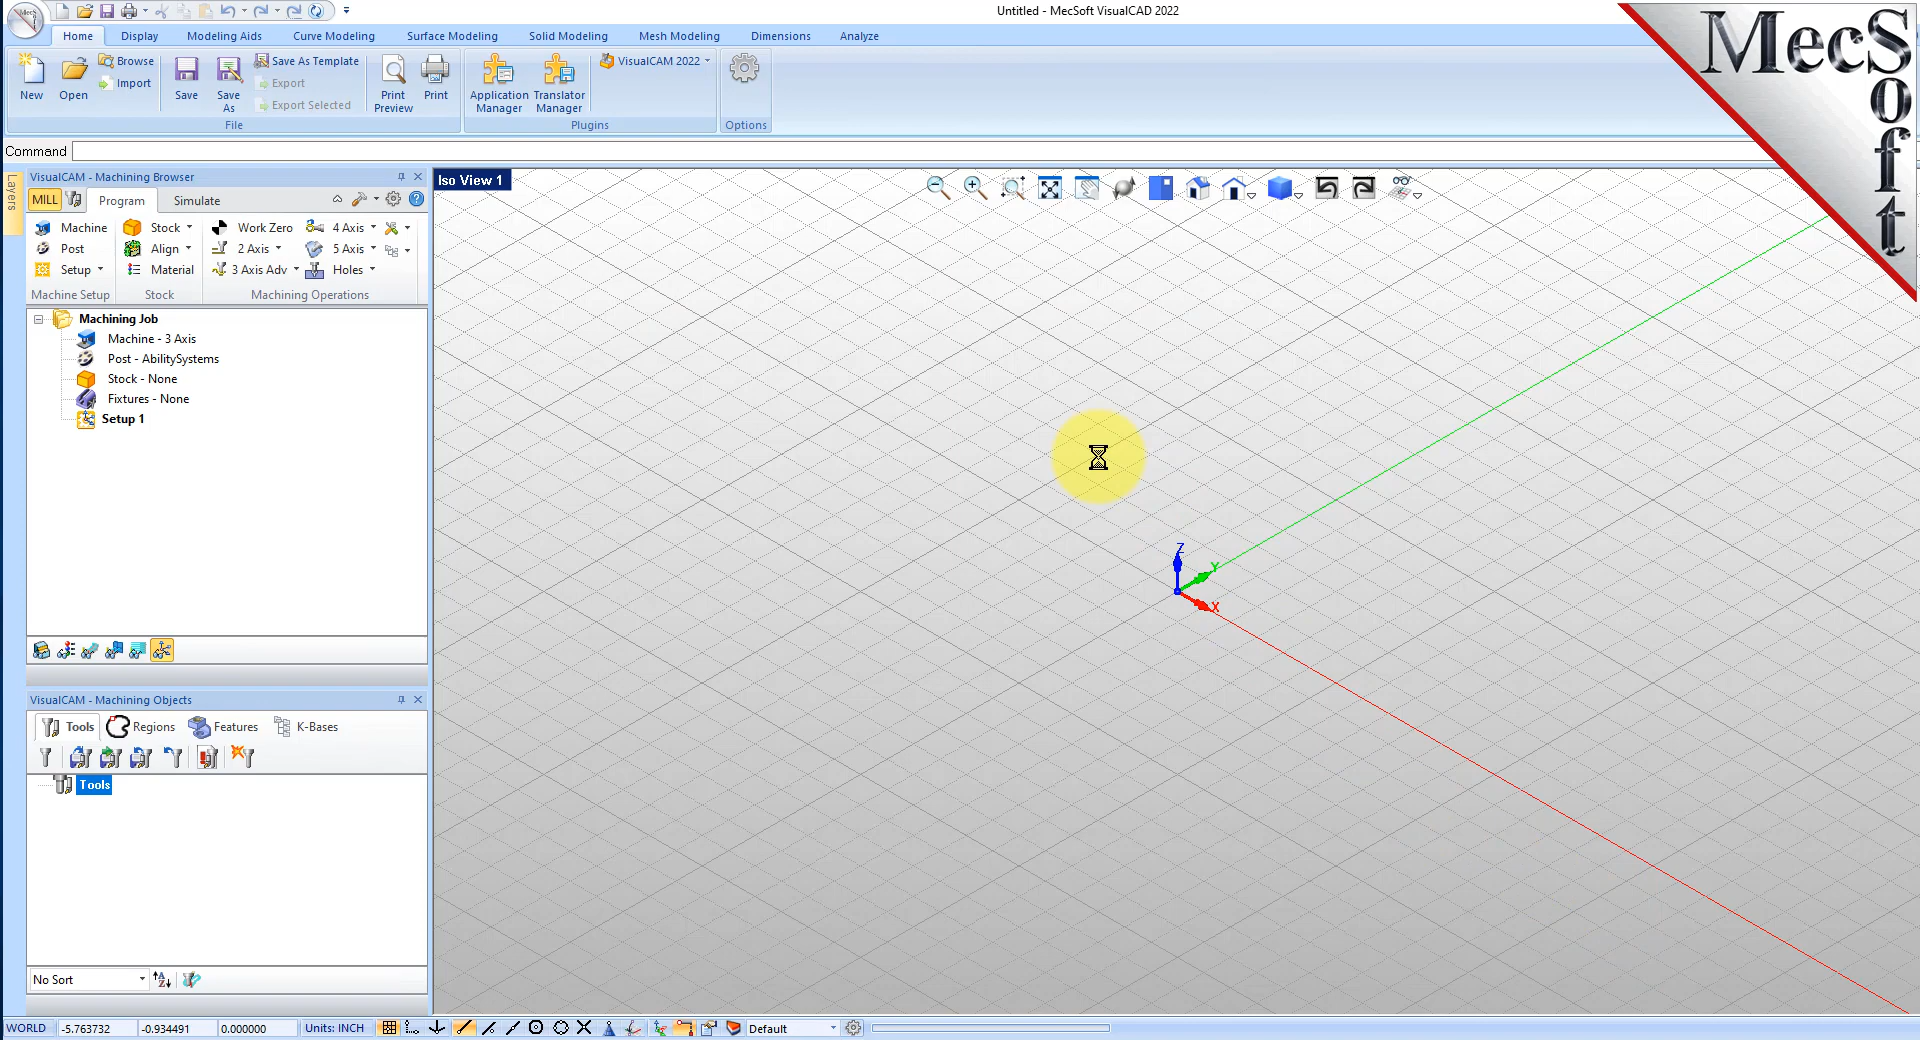 Untitled - MecSoft VisualCAD 2022
Home Display Modeling Aids Curve Modeling Surface Modeling Solid Modeling Mesh Modeling Dimensions Analyze
New Open Browse Import Save Save As Save As Template Export Export Selected Print Preview Print Application Manager Translator Manager VisualCAM 2022
File Plugins Options
Command
MecSoft
Layers
VisualCAM - Machining Browser
MILL Program Simulate
Machine Stock Work Zero 4 Axis
Post Align 2 Axis 5 Axis
Setup Material 3 Axis Adv Holes
Machine Setup Stock Machining Operations
Machining Job
Machine - 3 Axis
Post - AbilitySystems
Stock - None
Fixtures - None
Setup 1
Iso View 1
Z
Y
X
VisualCAM - Machining Objects
Tools Regions Features K-Bases
Tools
No Sort
WORLD -5.763732 -0.934491 0.000000 Units: INCH Default